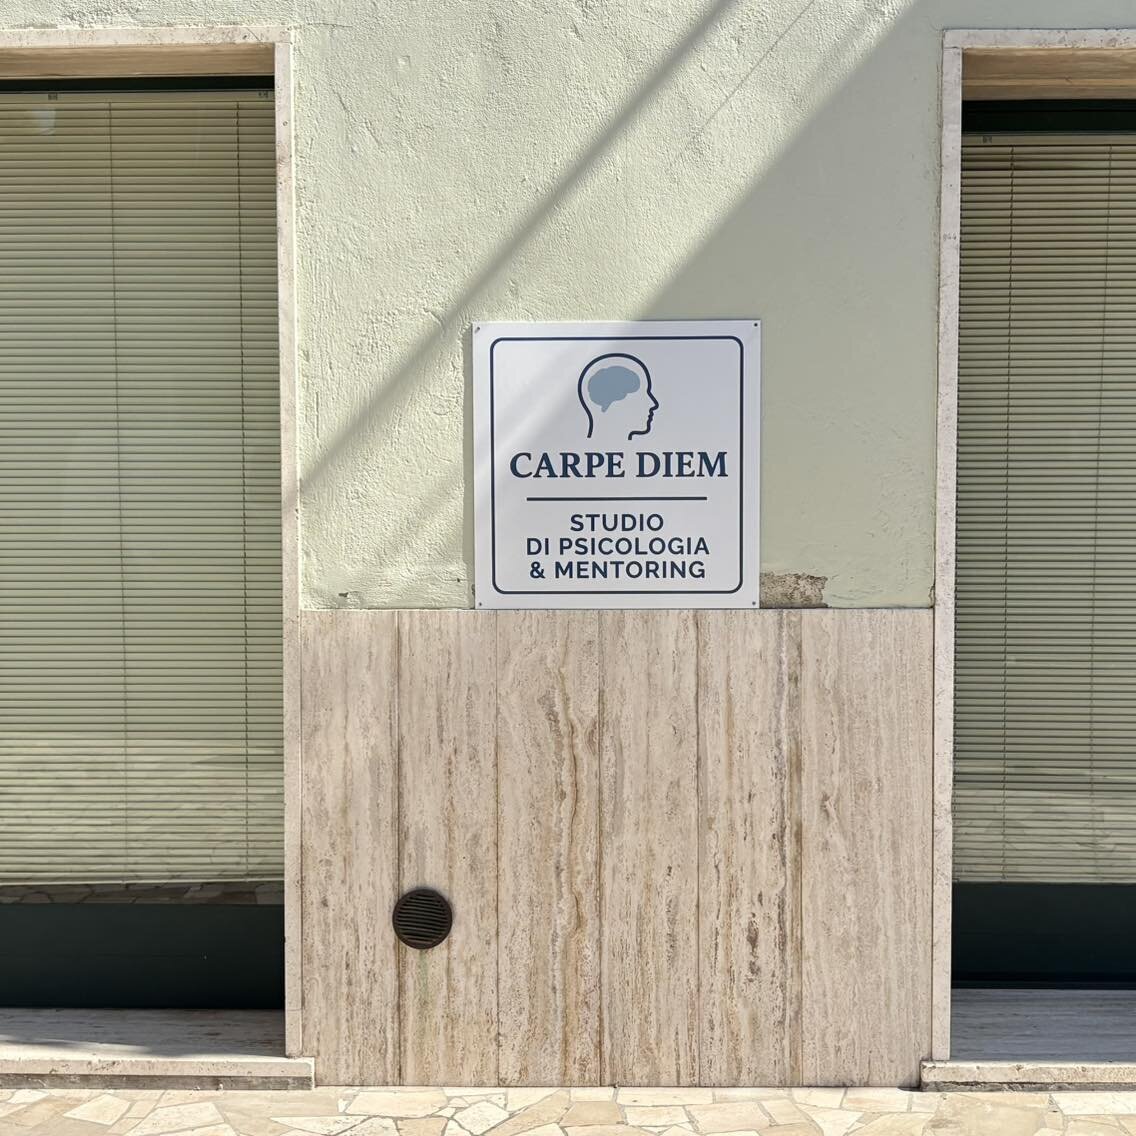 CARPE DIEM
STUDIO
DI PSICOLOGIA
& MENTORING